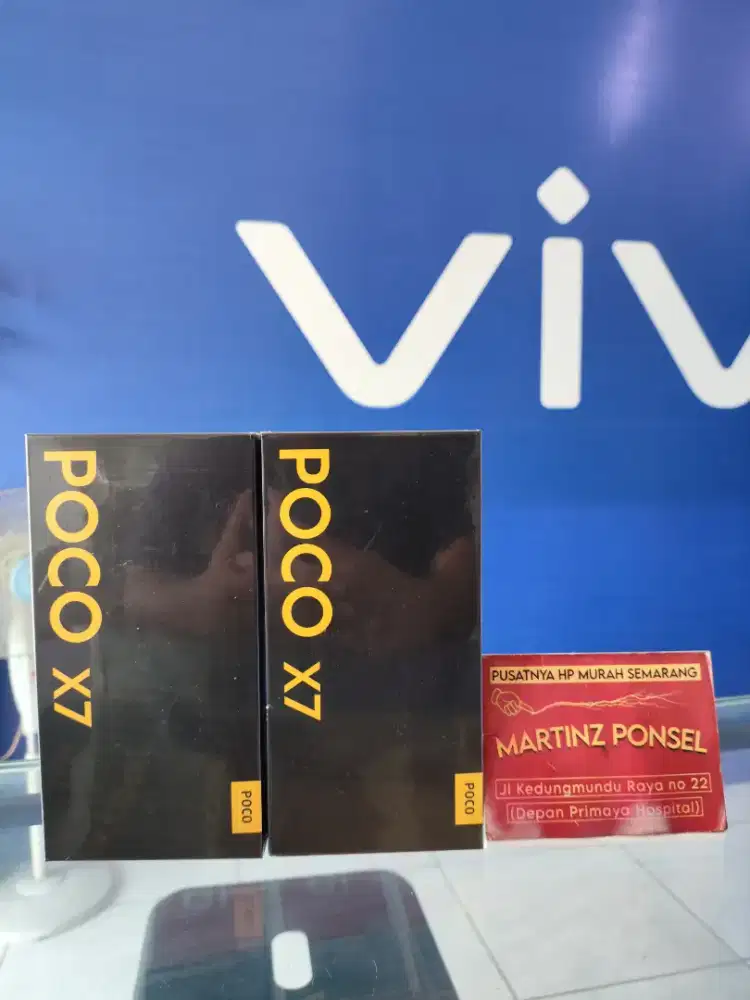 viv
POCO X7
POCO
POCO X7
POCO
PUSATNYA HP MURAH SEMARANG
MARTINZ PONSEL
Jl Kedungmundu Raya no 22
(Depan Primaya Hospital)